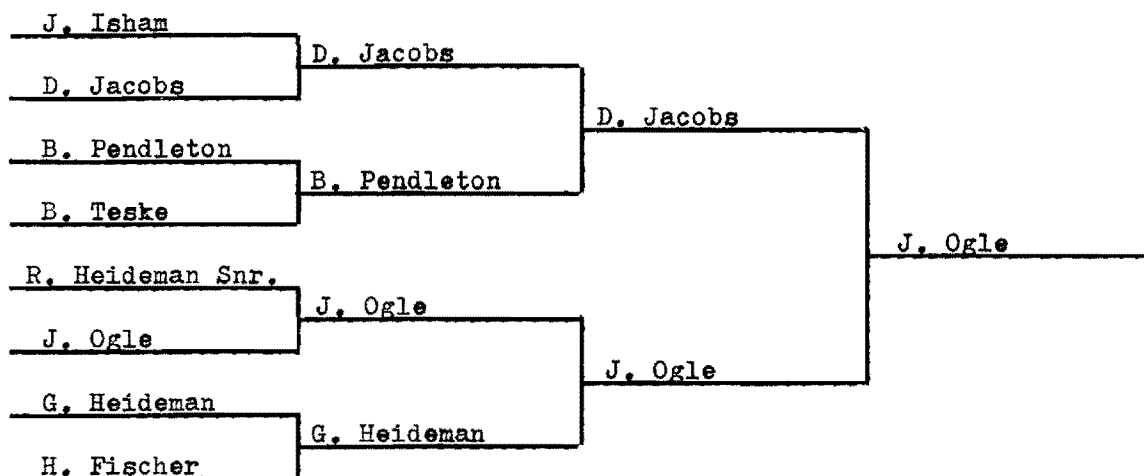 J. Isham
D. Jacobs
D. Jacobs
D. Jacobs
B. Pendleton
B. Pendleton
B. Teske
J. Ogle
R. Heideman Snr.
J. Ogle
J. Ogle
J. Ogle
G. Heideman
G. Heideman
H. Fischer